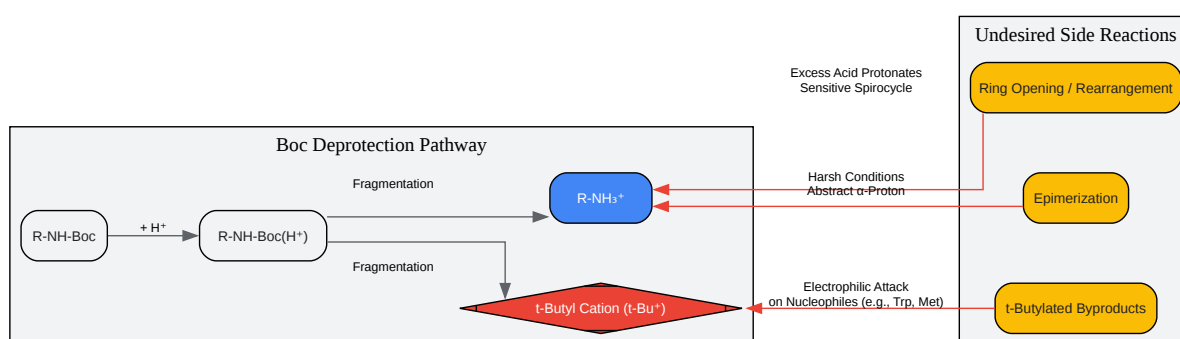 Undesired Side Reactions
Excess Acid Protonates
Sensitive Spirocycle
Ring Opening / Rearrangement
Boc Deprotection Pathway
Fragmentation
R-NH₃⁺
Harsh Conditions
Abstract α-Proton
Epimerization
R-NH-Boc
+ H⁺
R-NH-Boc(H⁺)
Fragmentation
t-Butyl Cation (t-Bu⁺)
Electrophilic Attack
on Nucleophiles (e.g., Trp, Met)
t-Butylated Byproducts